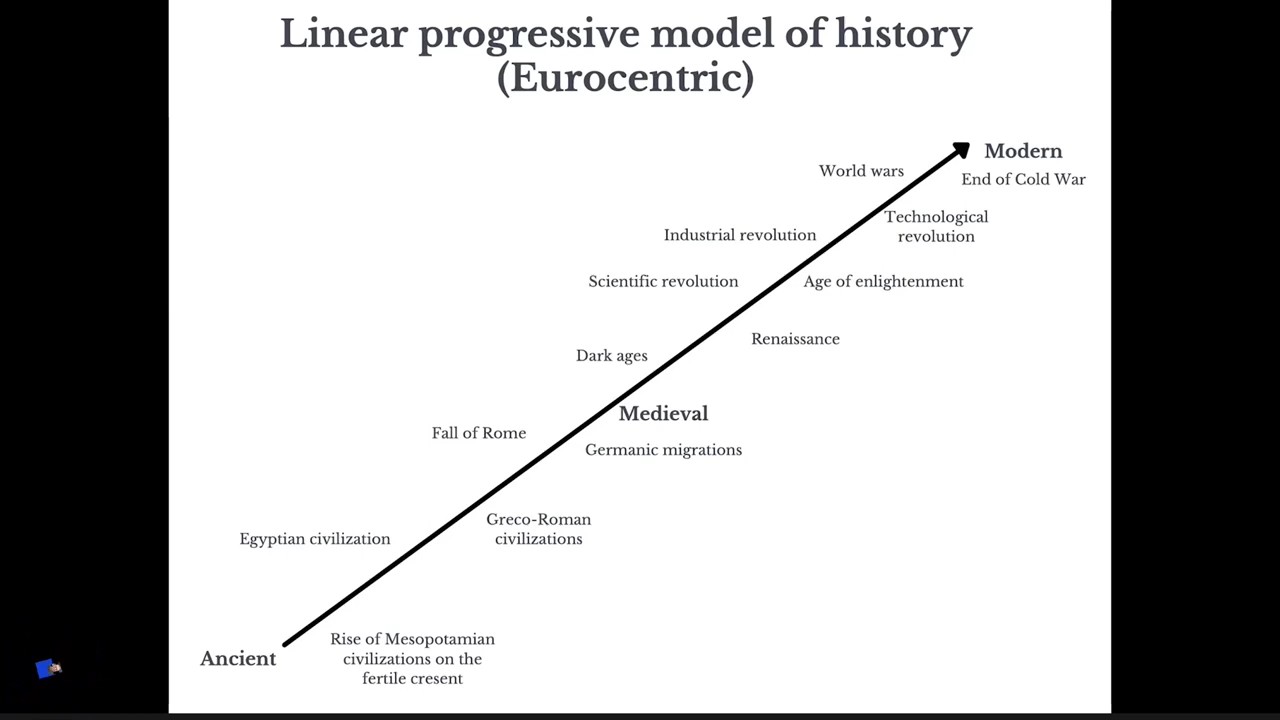 Linear progressive model of history
(Eurocentric)
Modern
World wars
End of Cold War
Technological
revolution
Industrial revolution
Scientific revolution
Age of enlightenment
Renaissance
Dark ages
Medieval
Fall of Rome
Germanic migrations
Greco-Roman
civilizations
Egyptian civilization
Rise of Mesopotamian
civilizations on the
fertile cresent
Ancient